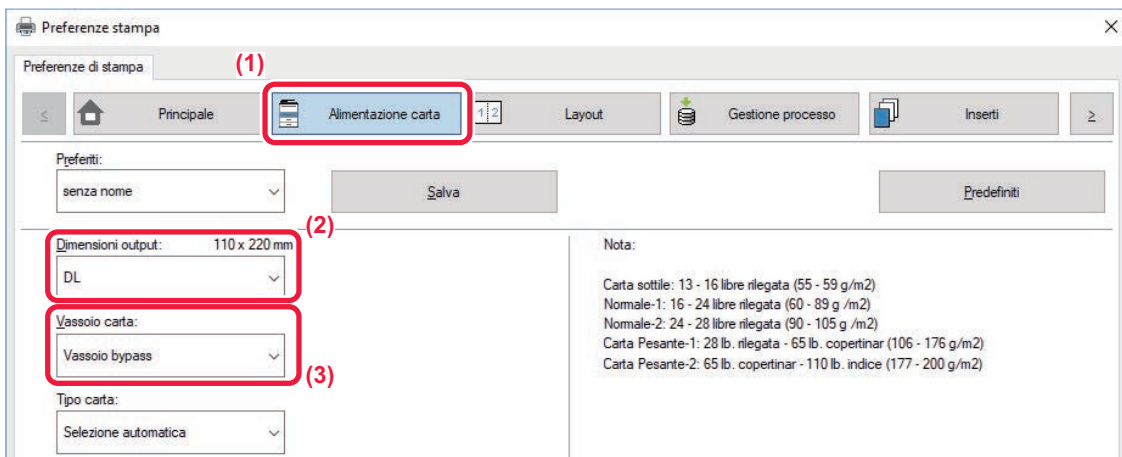 Preferenze stampa
Preferenze di stampa
(1)
< Principale Alimentazione carta 1 2 Layout Gestione processo Inserti >
Preferiti:
senza nome Salva Predefiniti
(2)
Dimensioni output: 110 x 220 mm
DL
Vassoio carta:
Vassoio bypass
(3)
Tipo carta:
Selezione automatica
Nota:
Carta sottile: 13 - 16 libre rilegata (55 - 59 g/m2)
Normale-1: 16 - 24 libre rilegata (60 - 89 g /m2)
Normale-2: 24 - 28 libre rilegata (90 - 105 g /m2)
Carta Pesante-1: 28 lb. rilegata - 65 lb. copertinar (106 - 176 g/m2)
Carta Pesante-2: 65 lb. copertinar - 110 lb. indice (177 - 200 g/m2)